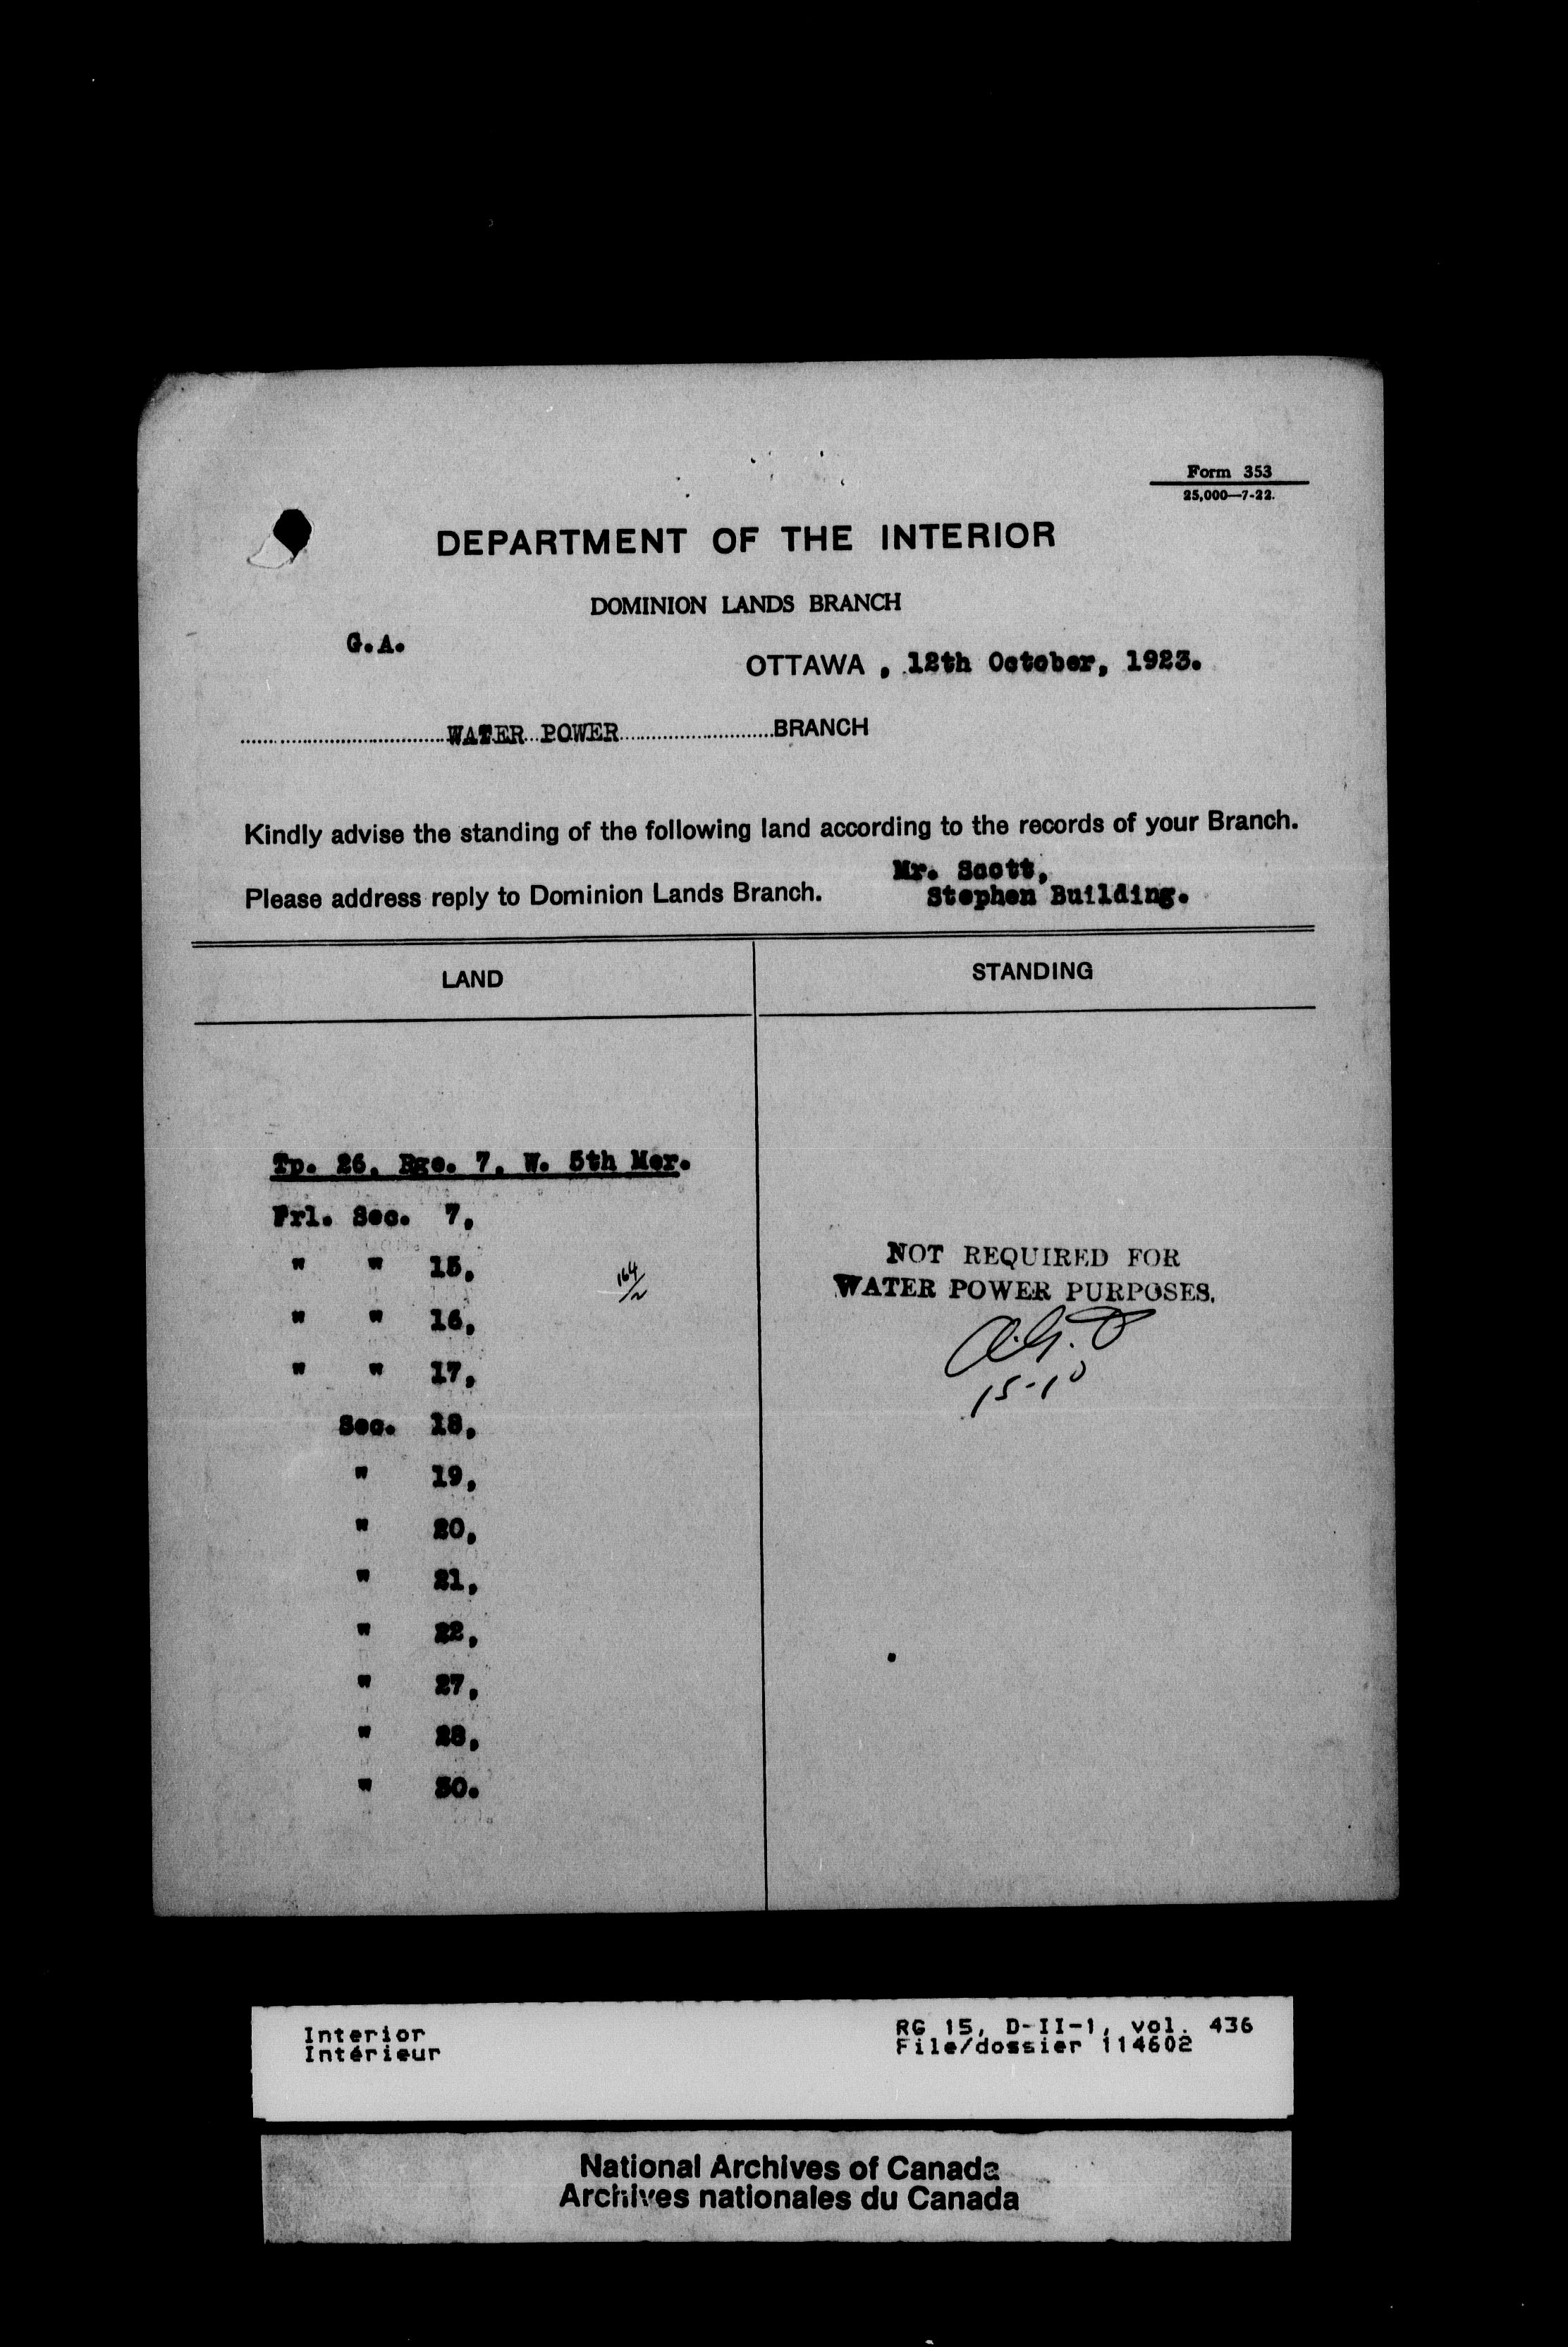 Form 353
25,000—7-22.
DEPARTMENT OF THE INTERIOR
DOMINION LANDS BRANCH
G.A.
OTTAWA, 12th October, 1923.
WATER POWER BRANCH
Kindly advise the standing of the following land according to the records of your Branch.
Mr. Scott,
Please address reply to Dominion Lands Branch. Stephen Building.
LAND STANDING
Tp. 26, Rge. 7, W. 5th Mer.
Frl. Sec. 7,
" " 15,
" " 16,
" " 17,
Sec. 18,
" 19,
" 20,
" 21,
" 22,
" 27,
" 28,
" 30.
164/2
NOT REQUIRED FOR
WATER POWER PURPOSES.
15-10
Interior
Intérieur
RG 15, D-II-1, vol. 436
File/dossier 114602
National Archives of Canada
Archives nationales du Canada